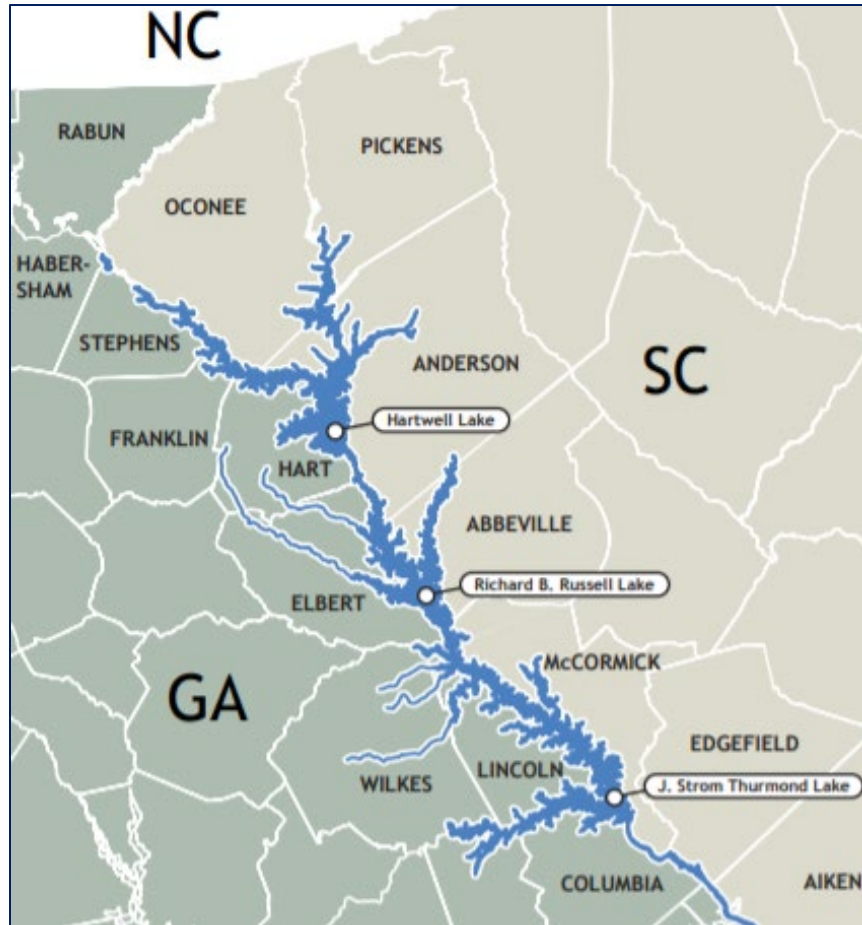 NC
RABUN
PICKENS
OCONEE
HABER-
SHAM
STEPHENS
SC
ANDERSON
Hartwell Lake
FRANKLIN
HART
ABBEVILLE
Richard B. Russell Lake
ELBERT
McCORMICK
GA
EDGEFIELD
LINCOLN
WILKES
J. Strom Thurmond Lake
COLUMBIA
AIKEN